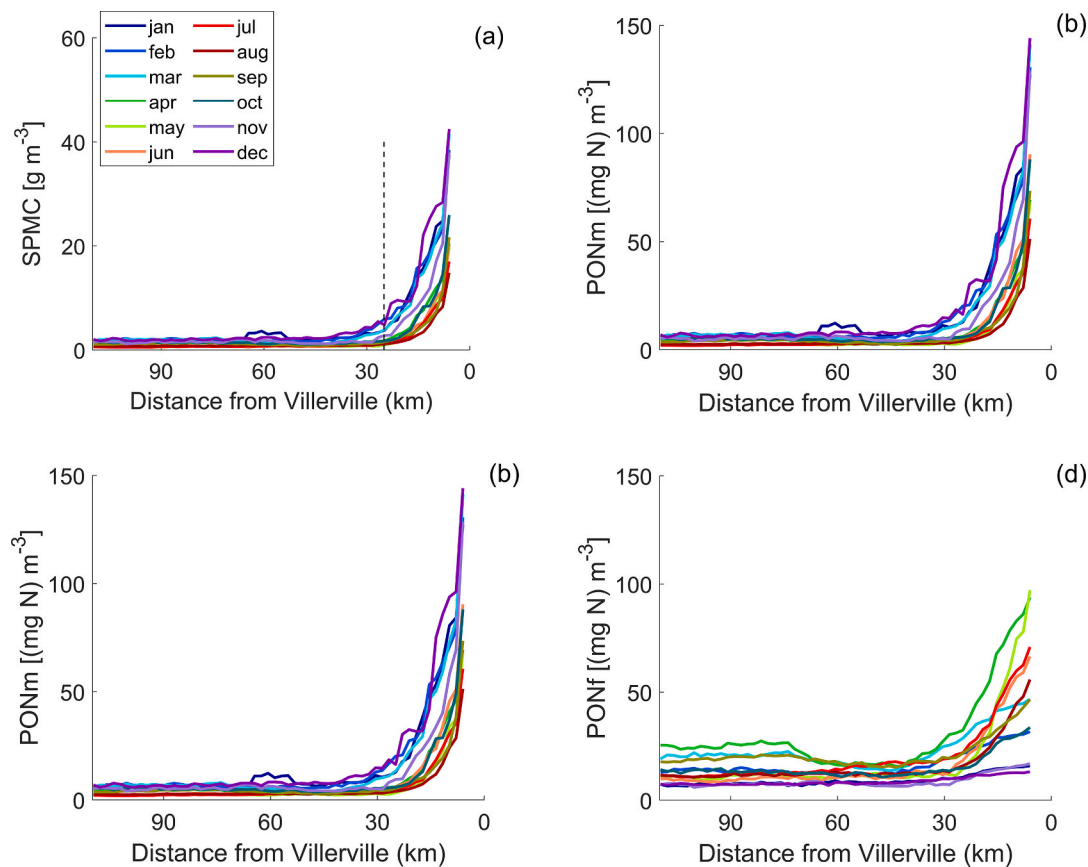 (a)
60
40
20
0
SPMC [g m-3]
jan jul
feb aug
mar sep
apr oct
may nov
jun dec
90 60 30 0
Distance from Villerville (km)
(b)
150
100
50
0
PONm [(mg N) m-3]
90 60 30 0
Distance from Villerville (km)
(b)
150
100
50
0
PONm [(mg N) m-3]
90 60 30 0
Distance from Villerville (km)
(d)
150
100
50
0
PONf [(mg N) m-3]
90 60 30 0
Distance from Villerville (km)